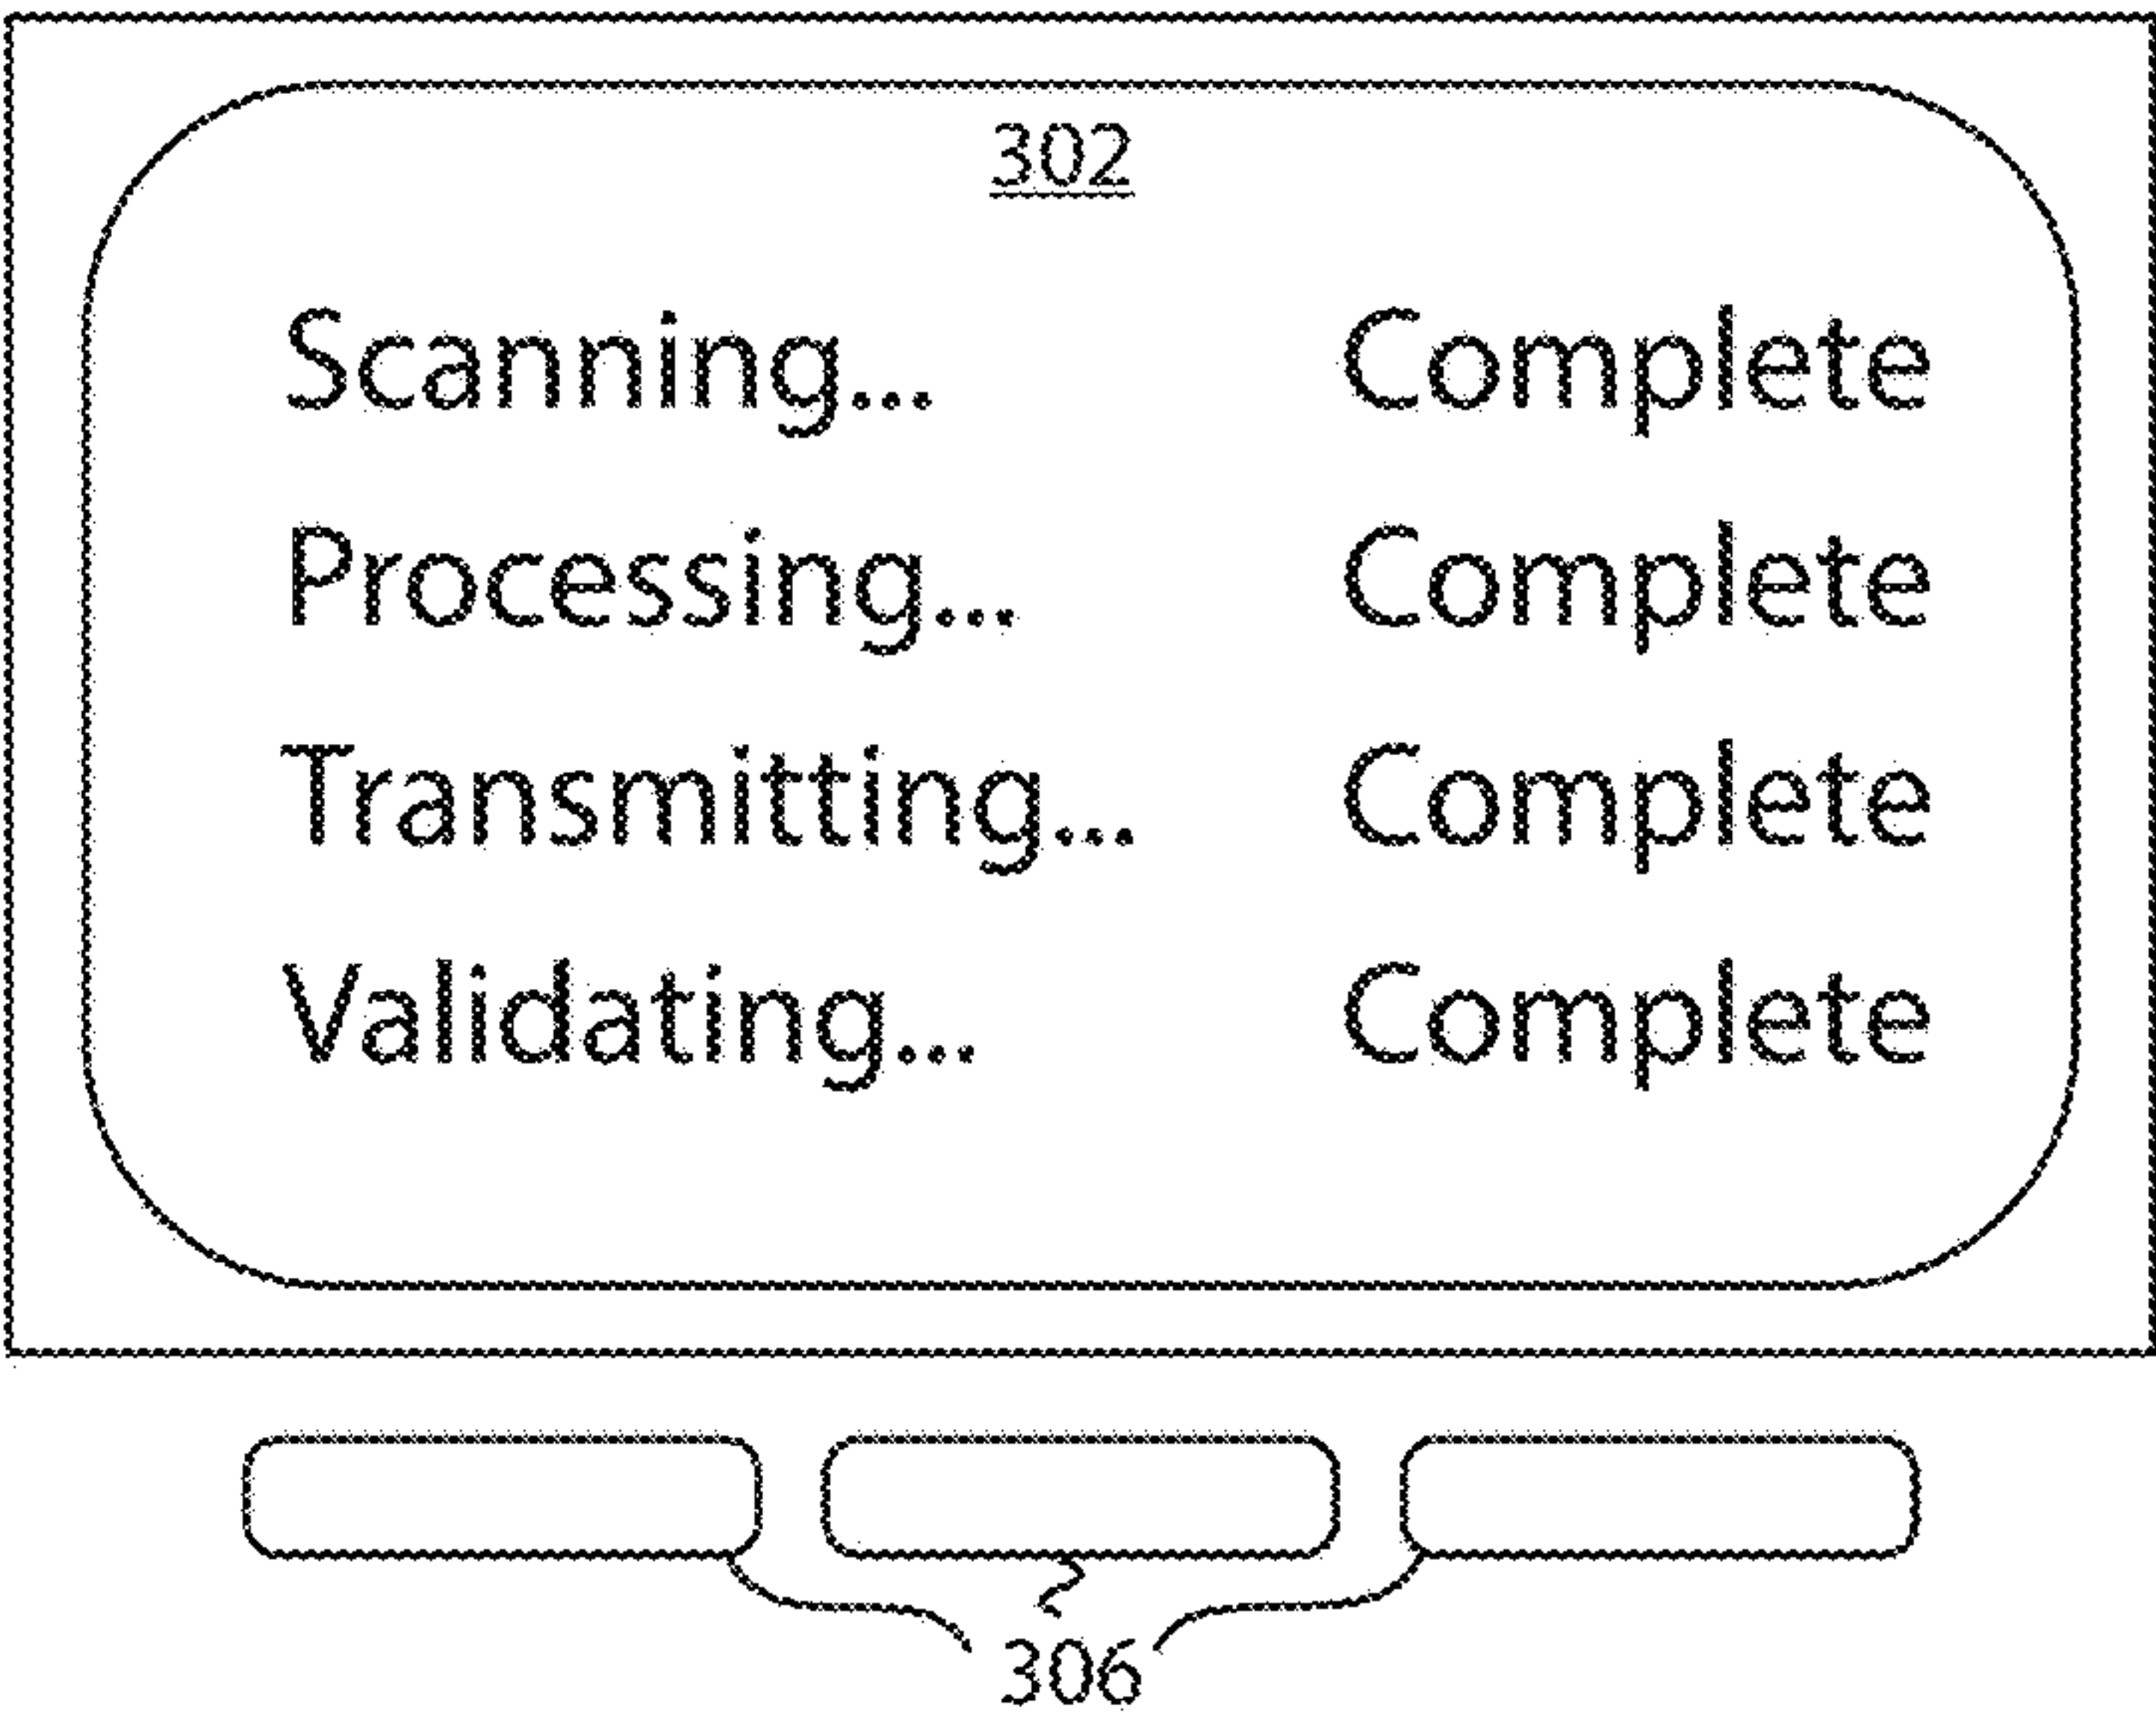 302
Scanning... Complete
Processing... Complete
Transmitting... Complete
Validating... Complete
306